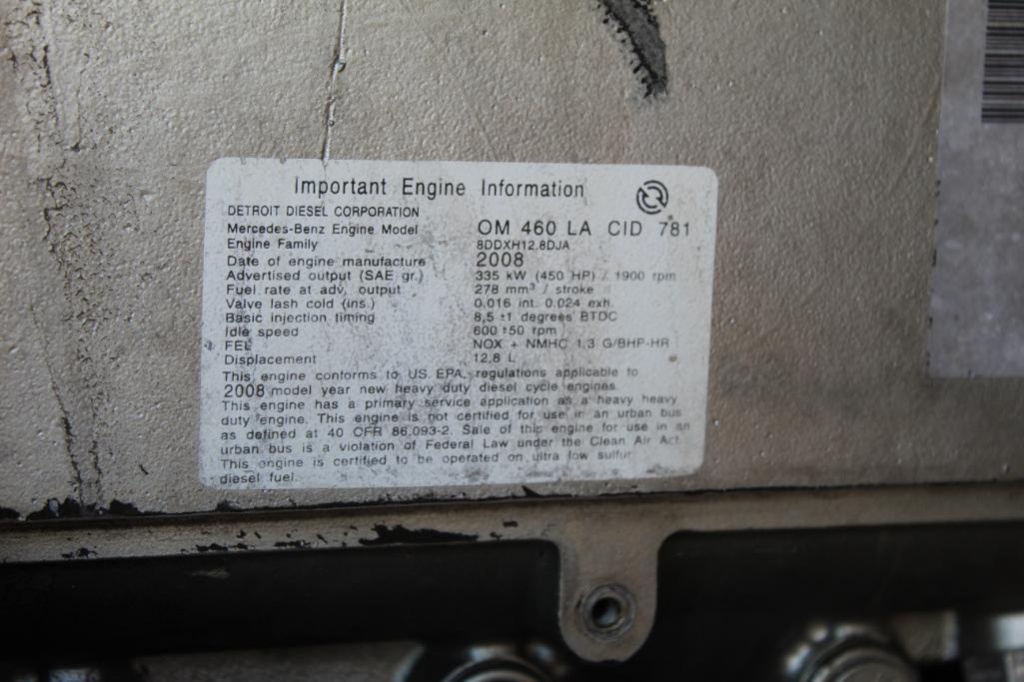 Important Engine Information
DETROIT DIESEL CORPORATION
Mercedes-Benz Engine Model OM 460 LA CID 781
Engine Family 8DDXH12.8DJA
Date of engine manufacture 2008
Advertised output (SAE gr.) 335 kW (450 HP) / 1900 rpm
Fuel rate at adv. output 278 mm³ / stroke
Valve lash cold (ins.) 0.016 int. 0.024 exh.
Basic injection timing 8,5 ±1 degrees BTDC
Idle speed 600 ±50 rpm
FEL NOX + NMHC 1.3 G/BHP-HR
Displacement 12,8 L
This engine conforms to US. EPA, regulations applicable to
2008 model year new heavy duty diesel cycle engines.
This engine has a primary service application as a heavy heavy
duty engine. This engine is not certified for use in an urban bus
as defined at 40 CFR 86,093-2. Sale of this engine for use in an
urban bus is a violation of Federal Law under the Clean Air Act.
This engine is certified to be operated on ultra low sulfur
diesel fuel.